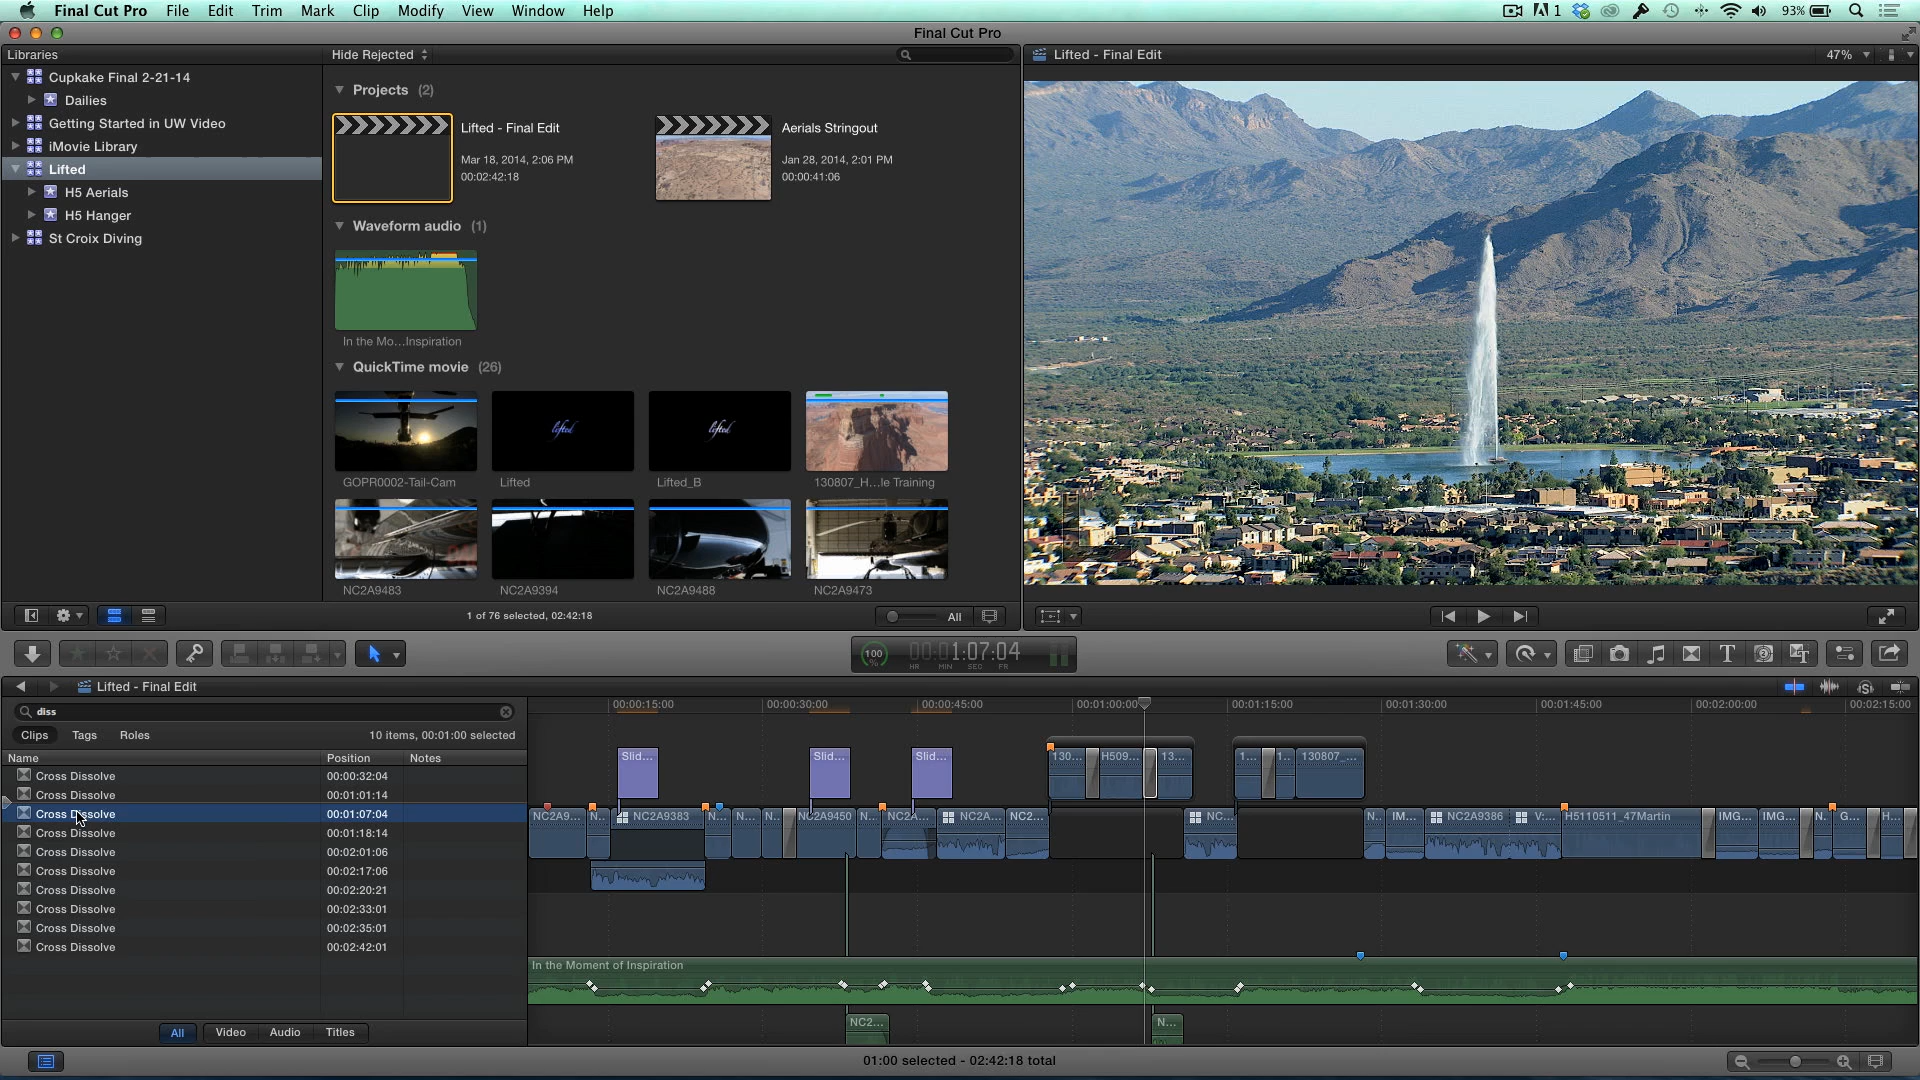 Final Cut Pro File Edit Trim Mark Clip Modify View Window Help 1 93%
Final Cut Pro
Libraries
Hide Rejected
Cupkake Final 2-21-14
Dailies
Getting Started in UW Video
iMovie Library
Lifted
H5 Aerials
H5 Hanger
St Croix Diving
Projects (2)
Lifted - Final Edit
Mar 18, 2014, 2:06 PM
00:02:42:18
Aerials Stringout
Jan 28, 2014, 2:01 PM
00:00:41:06
Waveform audio (1)
In the Mo...Inspiration
QuickTime movie (26)
lifted
lifted
GOPR0002-Tail-Cam
Lifted
Lifted_B
130807_H...le Training
NC2A9483
NC2A9394
NC2A9488
NC2A9473
1 of 76 selected, 02:42:18
All
Lifted - Final Edit
47%
100
%
00:00:1:07:04
HR MIN SEC FR
Lifted - Final Edit
diss
Clips Tags Roles
10 items, 00:01:00 selected
Name Position Notes
Cross Dissolve 00:00:32:04
Cross Dissolve 00:01:01:14
Cross Dissolve 00:01:07:04
Cross Dissolve 00:01:18:14
Cross Dissolve 00:02:01:06
Cross Dissolve 00:02:17:06
Cross Dissolve 00:02:20:21
Cross Dissolve 00:02:33:01
Cross Dissolve 00:02:35:01
Cross Dissolve 00:02:42:01
All Video Audio Titles
00:00:15:00 00:00:30:00 00:00:45:00 00:01:00:00 00:01:15:00 00:01:30:00 00:01:45:00 00:02:00:00 00:02:15:00
Slid... Slid... Slid... 130... H509... 13... 1... 1.. 130807_...
NC2A9... N... NC2A9383 N... N... N... NC2A9450 N... NC2A... NC2A... NC2... NC... IM... NC2A9386 V:... H5110511_47Martin IMG... IMG... N.. G... H...
In the Moment of Inspiration
NC2... N...
01:00 selected - 02:42:18 total